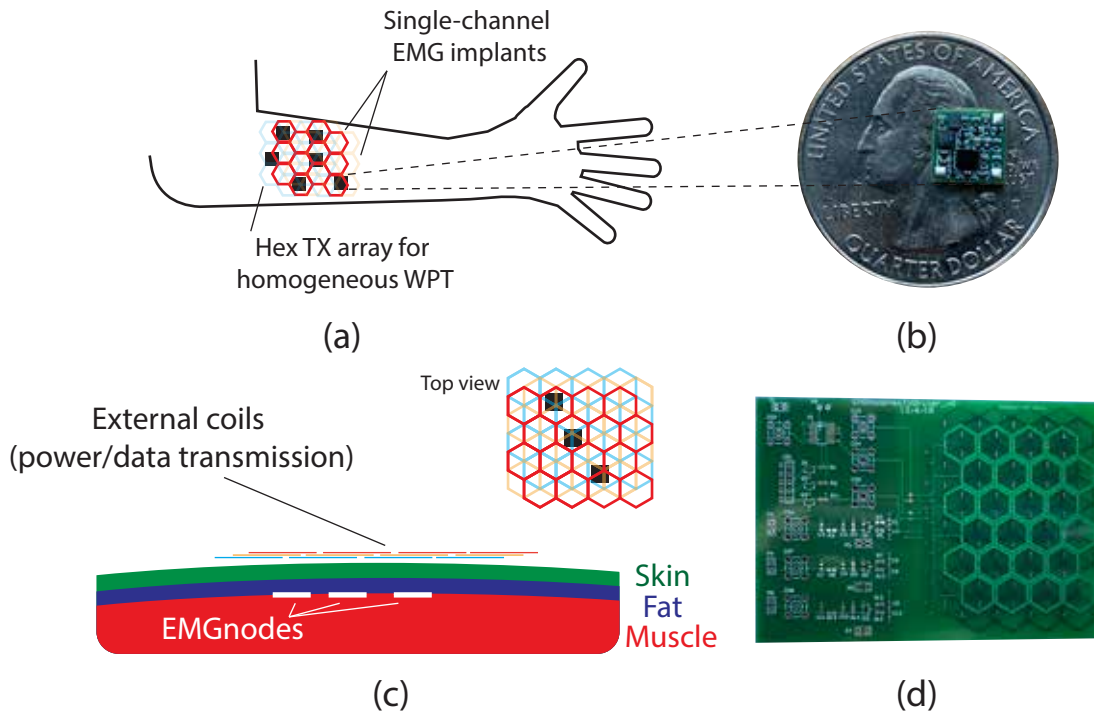 Single-channel
EMG implants
Hex TX array for
homogeneous WPT
(a)
UNITED STATES OF AMERICA
LIBERTY
QUARTER DOLLAR
(b)
Top view
External coils
(power/data transmission)
Skin
Fat
Muscle
EMGnodes
(c)
(d)